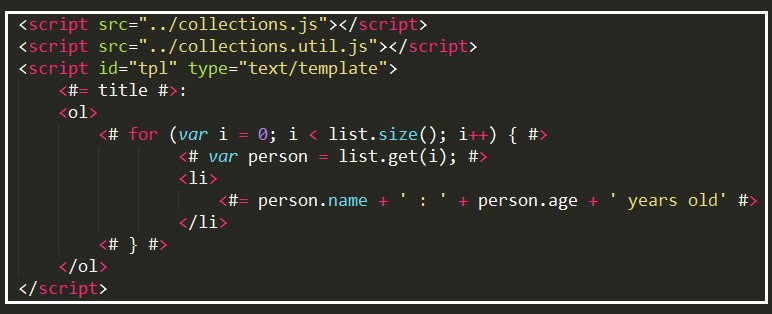 <script src="../collections.js"></script>
<script src="../collections.util.js"></script>
<script id="tpl" type="text/template">
    <#= title #>:
    <ol>
        <# for (var i = 0; i < list.size(); i++) { #>
                <# var person = list.get(i); #>
                <li>
                    <#= person.name + ' : ' + person.age + ' years old' #>
                </li>
        <# } #>
    </ol>
</script>